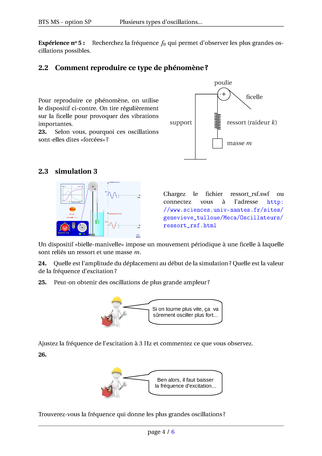 BTS MS - option SP
Plusieurs types d'oscillations...
Expérience nᵒ 5 : Recherchez la fréquence f₀ qui permet d'observer les plus grandes os-
cillations possibles.
2.2 Comment reproduire ce type de phénomène ?
Pour reproduire ce phénomène, on utilise
le dispositif ci-contre. On tire régulièrement
sur la ficelle pour provoquer des vibrations
importantes.
23. Selon vous, pourquoi ces oscillations
sont-elles dites «forcées» ?
poulie
ficelle
support
ressort (raideur k)
masse m
2.3 simulation 3
Chargez le fichier ressort_rsf.swf ou
connectez vous à l'adresse http:
//www.sciences.univ-nantes.fr/sites/
genevieve_tulloue/Meca/Oscillateurs/
ressort_rsf.html
Un dispositif «bielle-manivelle» impose un mouvement périodique à une ficelle à laquelle
sont reliés un ressort et une masse m.
24. Quelle est l'amplitude du déplacement au début de la simulation ? Quelle est la valeur
de la fréquence d'excitation ?
25. Peut-on obtenir des oscillations de plus grande ampleur ?
Si on tourne plus vite, ça va
sûrement osciller plus fort...
Ajustez la fréquence de l'excitation à 3 Hz et commentez ce que vous observez.
26.
Ben alors, il faut baisser
la fréquence d'excitation...
Trouverez-vous la fréquence qui donne les plus grandes oscillations ?
page 4 / 6